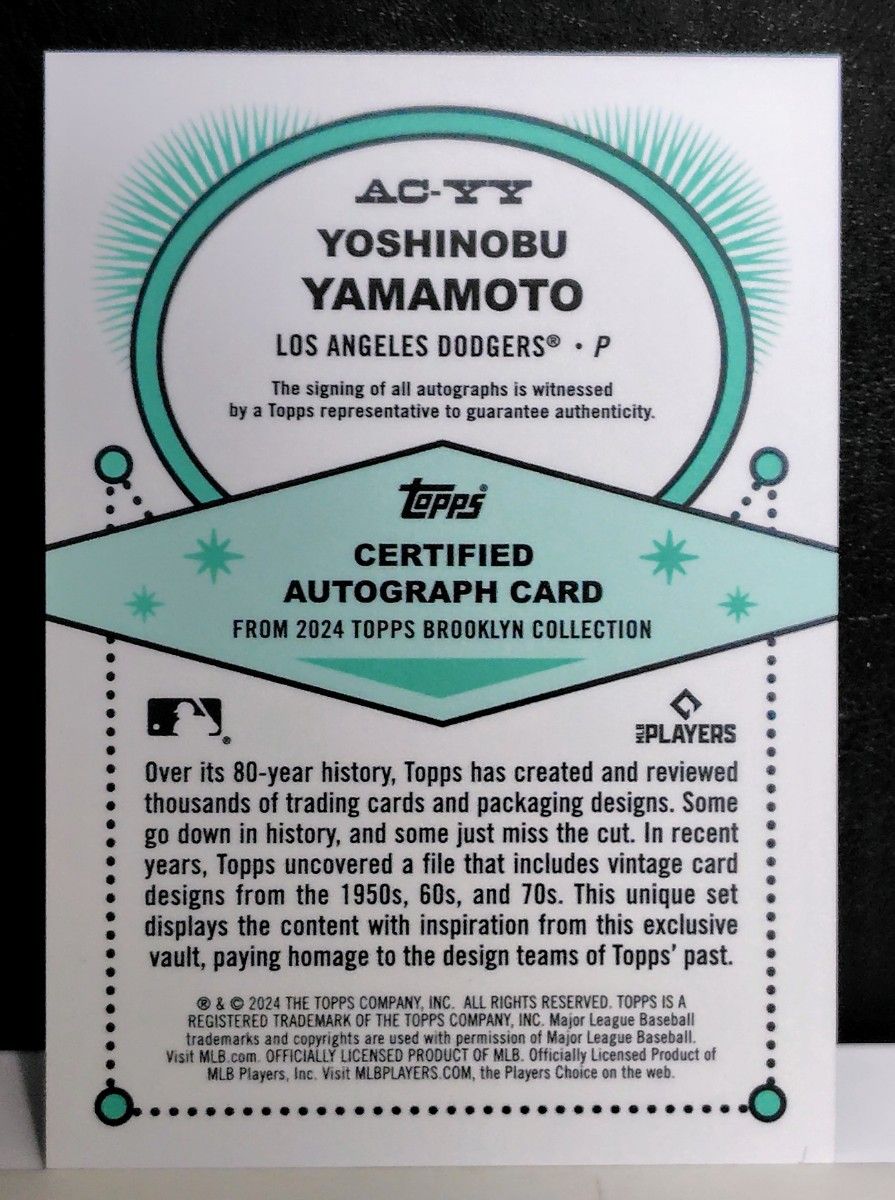 AC-YY
YOSHINOBU
YAMAMOTO
LOS ANGELES DODGERS® · P
The signing of all autographs is witnessed
by a Topps representative to guarantee authenticity.
topps®
CERTIFIED
AUTOGRAPH CARD
FROM 2024 TOPPS BROOKLYN COLLECTION
®
MLB PLAYERS
Over its 80-year history, Topps has created and reviewed
thousands of trading cards and packaging designs. Some
go down in history, and some just miss the cut. In recent
years, Topps uncovered a file that includes vintage card
designs from the 1950s, 60s, and 70s. This unique set
displays the content with inspiration from this exclusive
vault, paying homage to the design teams of Topps' past.
® & © 2024 THE TOPPS COMPANY, INC. ALL RIGHTS RESERVED. TOPPS IS A
REGISTERED TRADEMARK OF THE TOPPS COMPANY, INC. Major League Baseball
trademarks and copyrights are used with permission of Major League Baseball.
Visit MLB.com. OFFICIALLY LICENSED PRODUCT OF MLB. Officially Licensed Product of
MLB Players, Inc. Visit MLBPLAYERS.COM, the Players Choice on the web.